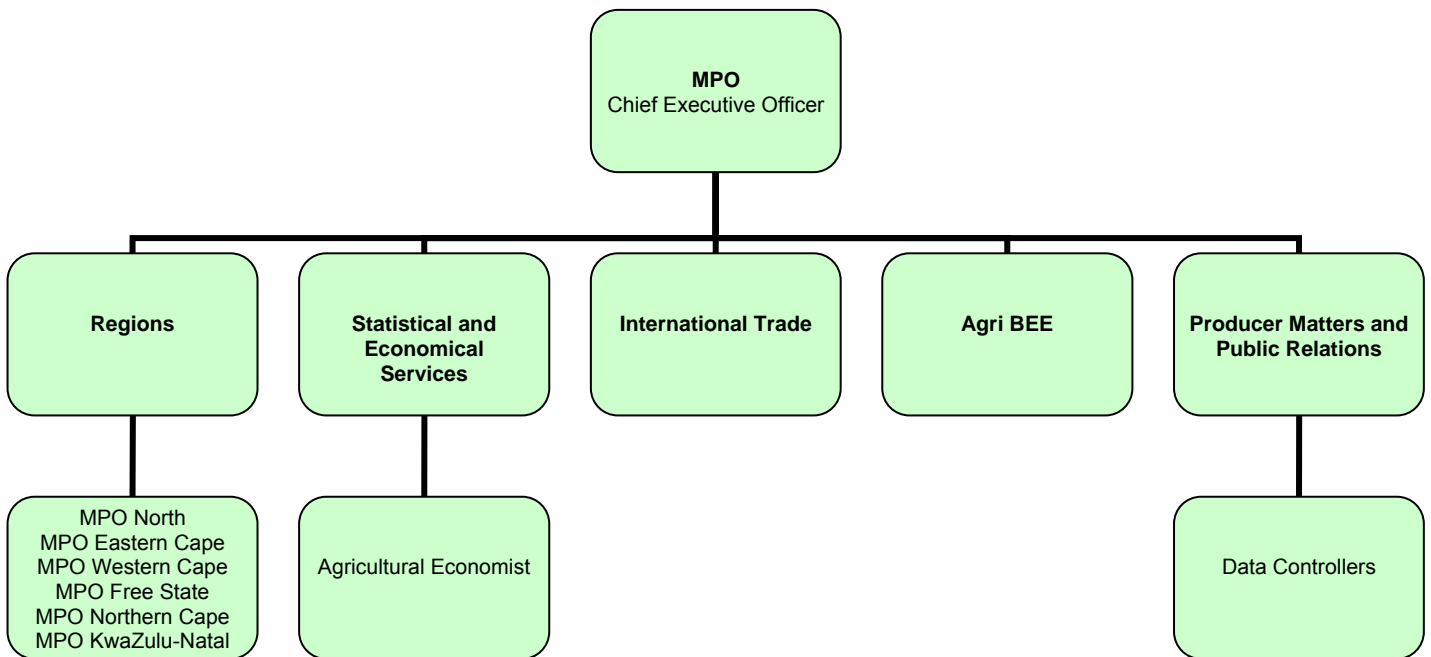 MPO
Chief Executive Officer
Regions
Statistical and
Economical
Services
International Trade
Agri BEE
Producer Matters and
Public Relations
MPO North
MPO Eastern Cape
MPO Western Cape
MPO Free State
MPO Northern Cape
MPO KwaZulu-Natal
Agricultural Economist
Data Controllers